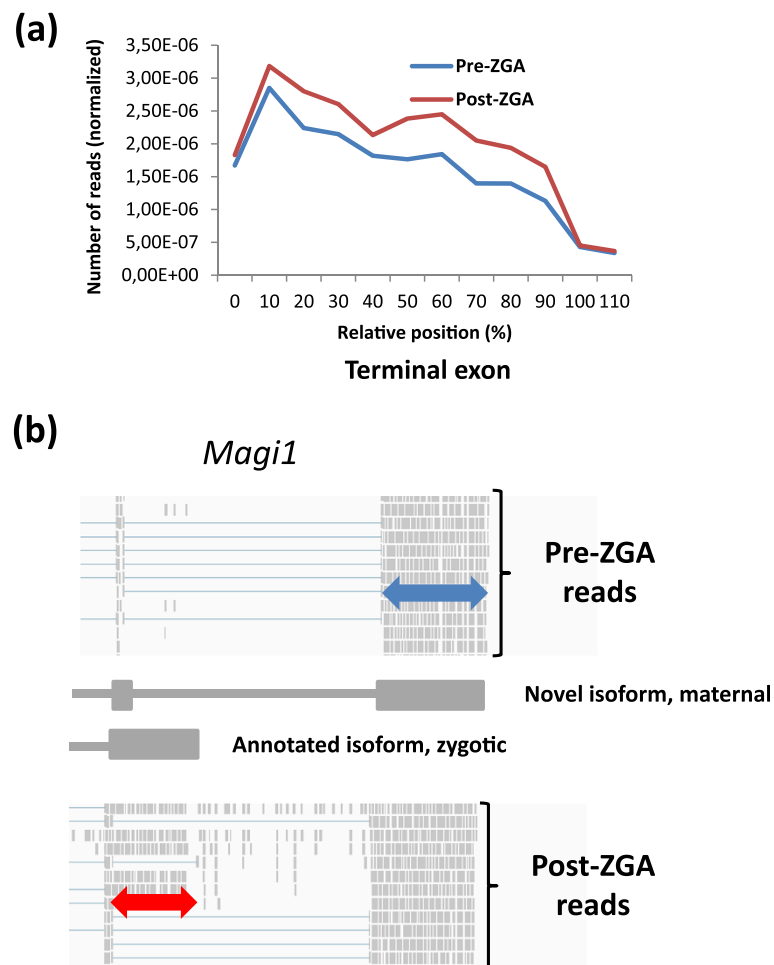 (a)
3,50E-06
3,00E-06
2,50E-06
2,00E-06
1,50E-06
1,00E-06
5,00E-07
0,00E+00
Number of reads (normalized)
Pre-ZGA
Post-ZGA
0 10 20 30 40 50 60 70 80 90 100 110
Relative position (%)
Terminal exon
(b)
Magi1
Pre-ZGA
reads
Novel isoform, maternal
Annotated isoform, zygotic
Post-ZGA
reads